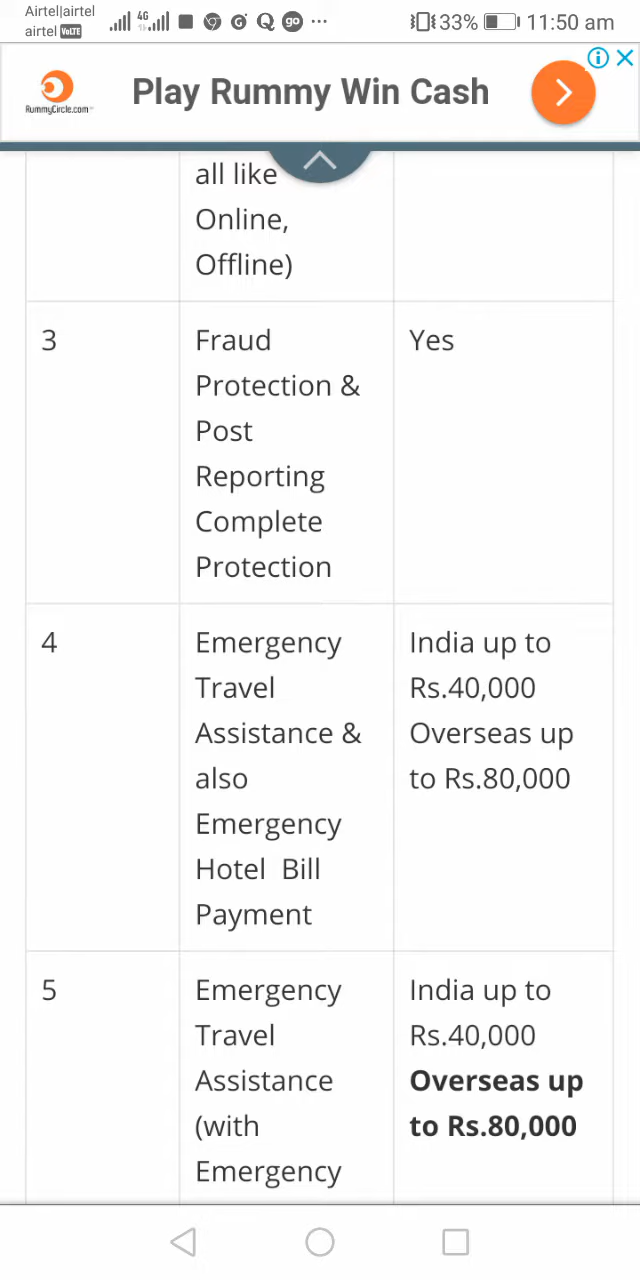 Airtel|airtel
airtel VoLTE
4G
33%
11:50 am
RummyCircle.com
Play Rummy Win Cash
all like
Online,
Offline)
3
Fraud
Protection &
Post
Reporting
Complete
Protection
Yes
4
Emergency
Travel
Assistance &
also
Emergency
Hotel Bill
Payment
India up to
Rs.40,000
Overseas up
to Rs.80,000
5
Emergency
Travel
Assistance
(with
Emergency
India up to
Rs.40,000
Overseas up
to Rs.80,000